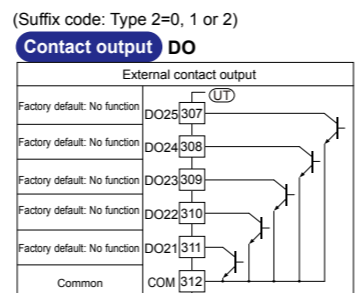 (Suffix code: Type 2=0, 1 or 2)
Contact output DO
External contact output
UT
Factory default: No function DO25 307
Factory default: No function DO24 308
Factory default: No function DO23 309
Factory default: No function DO22 310
Factory default: No function DO21 311
Common COM 312